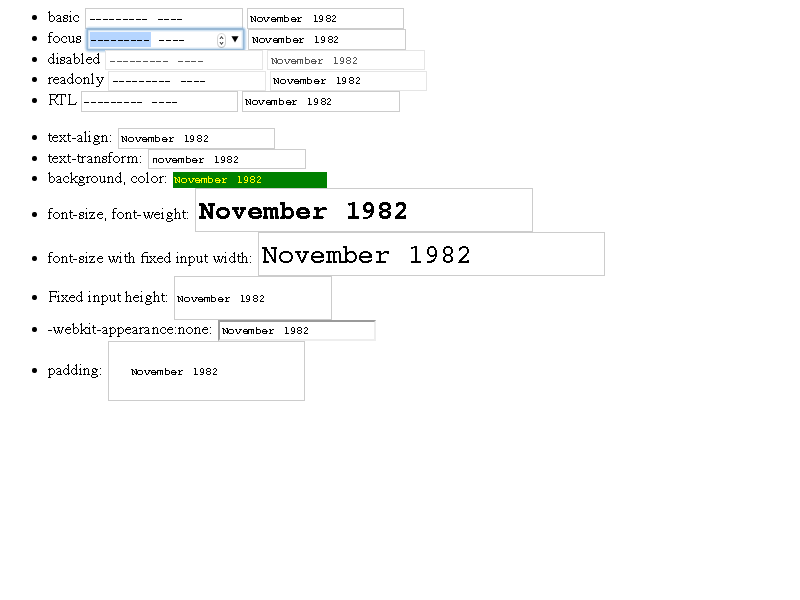 basic --------- ---- November 1982
focus --------- ---- November 1982
disabled --------- ---- November 1982
readonly --------- ---- November 1982
RTL --------- ---- November 1982
text-align: November 1982
text-transform: november 1982
background, color: November 1982
font-size, font-weight: November 1982
font-size with fixed input width: November 1982
Fixed input height: November 1982
-webkit-appearance:none: November 1982
padding: November 1982